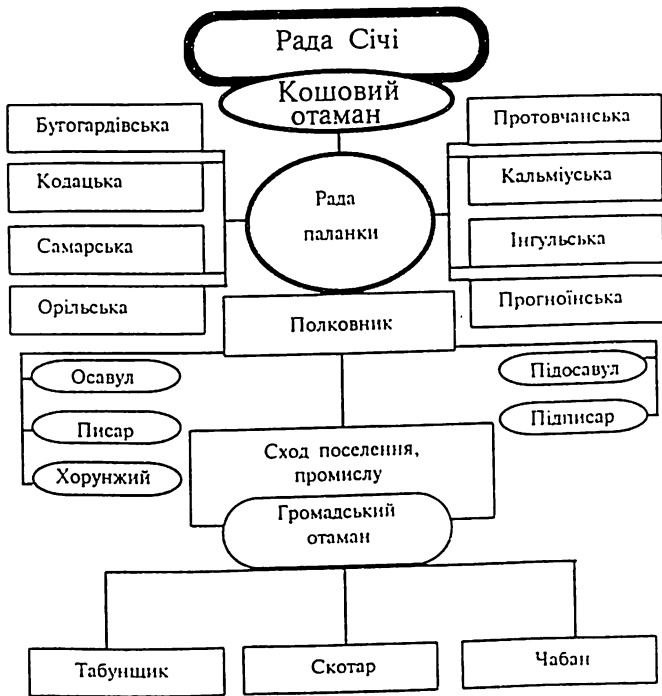 Рада Січі
Кошовий
отаман
Бутогардівська
Кодацька
Самарська
Орільська
Рада
паланки
Протовчанська
Кальміуська
Інгульська
Прогноїнська
Полковник
Осавул
Писар
Хорунжий
Підосавул
Підписар
Сход поселення,
промислу
Громадський
отаман
Табунщик
Скотар
Чабан